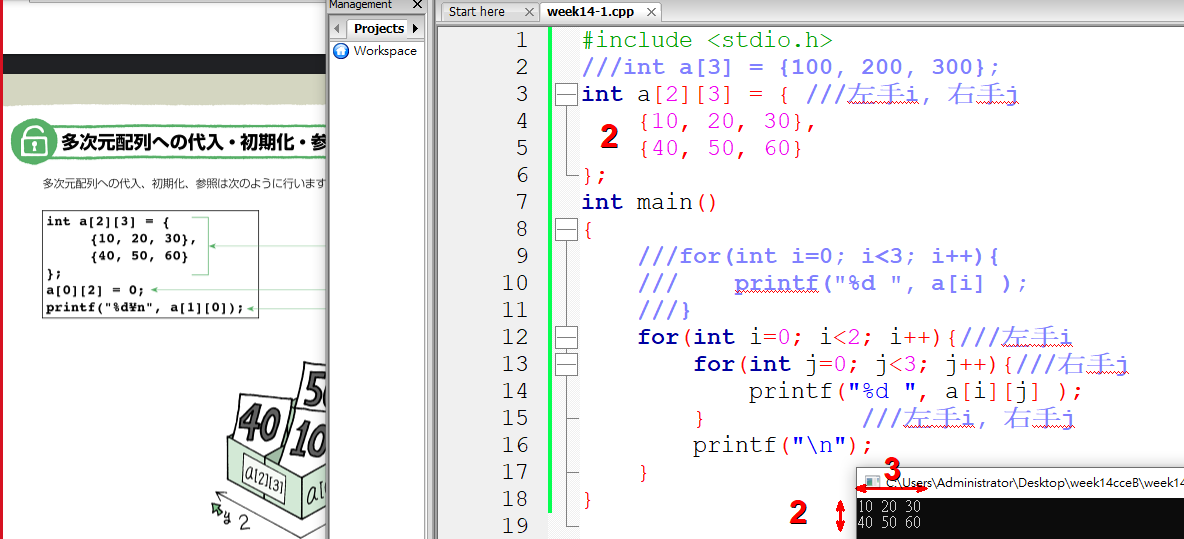 多次元配列への代入・初期化・参
多次元配列への代入、初期化、参照は次のように行います
int a[2][3] = {
{10, 20, 30},
{40, 50, 60}
};
a[0][2] = 0;
printf("%d¥n", a[1][0]);
50
40
10
a[2][3]
a[
y 2
Management
Projects
Workspace
Start here
week14-1.cpp
1 #include <stdio.h>
2 ///int a[3] = {100, 200, 300};
3 int a[2][3] = { ///左手i, 右手j
4 {10, 20, 30},
2
5 {40, 50, 60}
6 };
7 int main()
8 {
9 ///for(int i=0; i<3; i++){
10 /// printf("%d ", a[i] );
11 ///}
12 for(int i=0; i<2; i++){///左手i
13 for(int j=0; j<3; j++){///右手j
14 printf("%d ", a[i][j] );
15 } ///左手i, 右手j
16 printf("\n");
17 }
18 }
19
3
C:\Users\Administrator\Desktop\week14cceB\week14
2
10 20 30
40 50 60